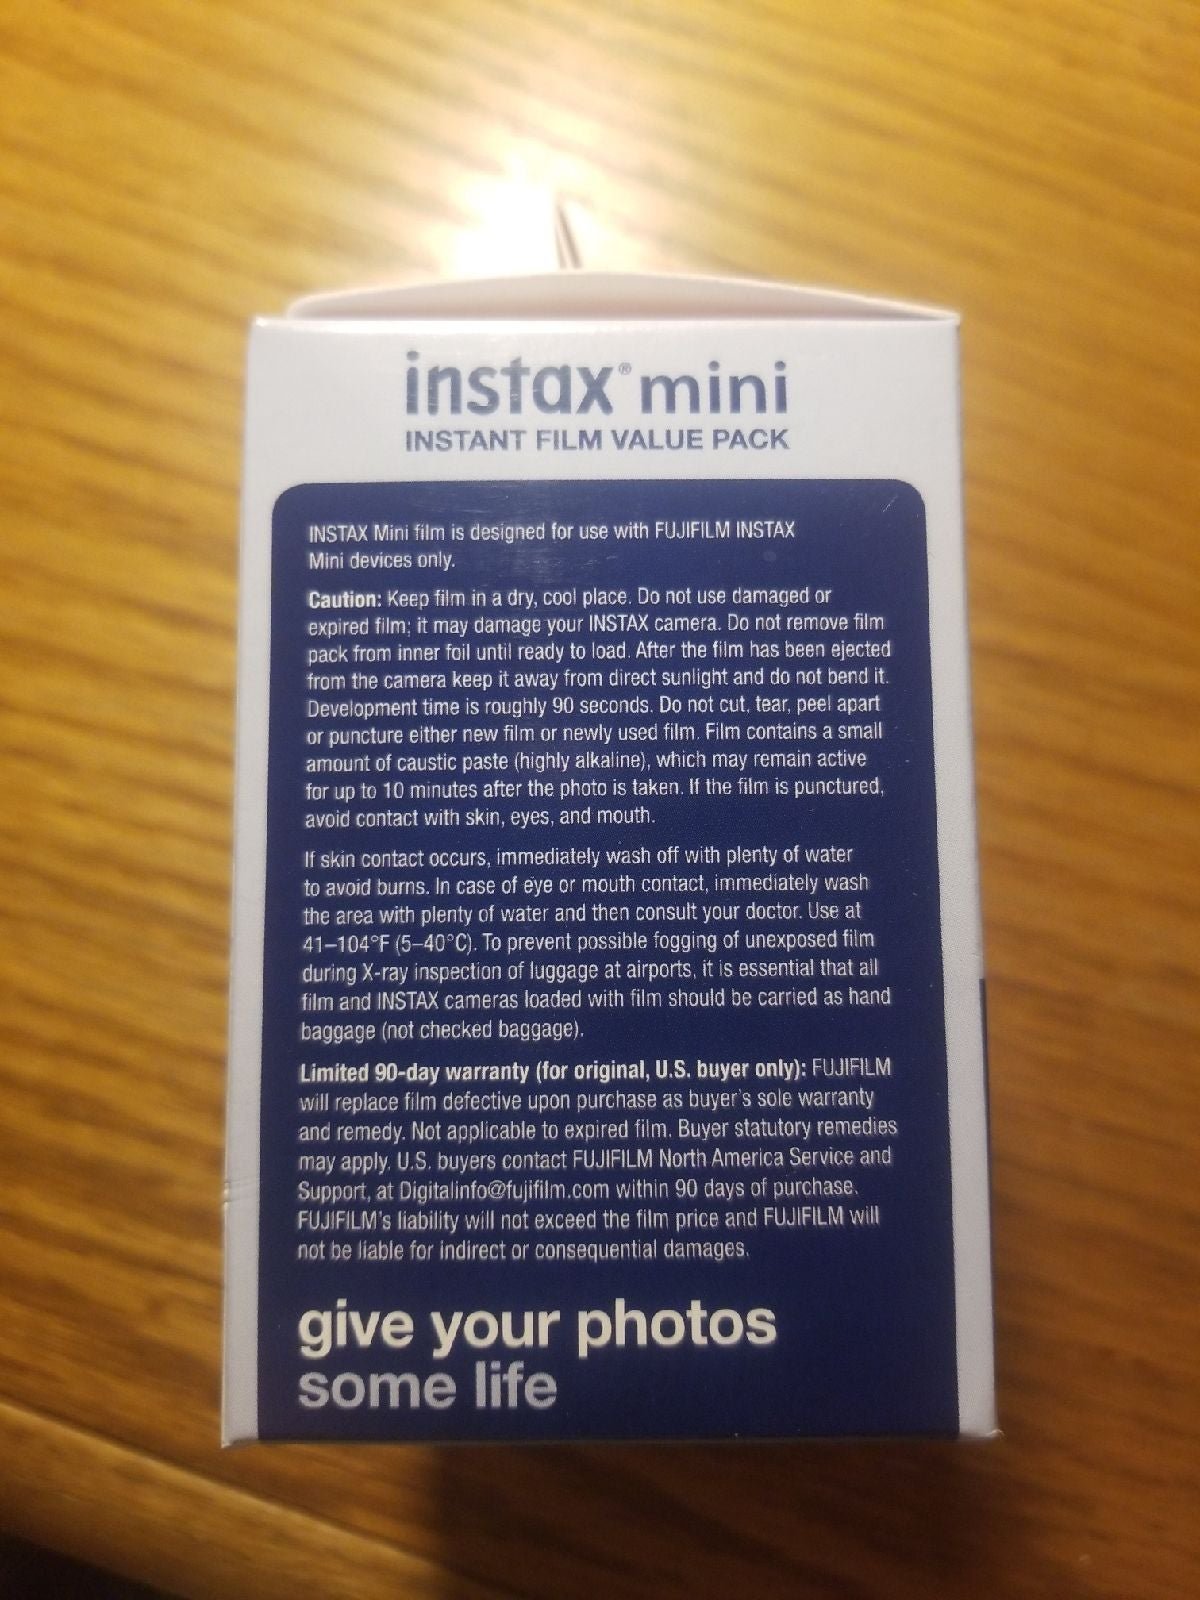 instax® mini
INSTANT FILM VALUE PACK
INSTAX Mini film is designed for use with FUJIFILM INSTAX
Mini devices only.
Caution: Keep film in a dry, cool place. Do not use damaged or
expired film; it may damage your INSTAX camera. Do not remove film
pack from inner foil until ready to load. After the film has been ejected
from the camera keep it away from direct sunlight and do not bend it.
Development time is roughly 90 seconds. Do not cut, tear, peel apart
or puncture either new film or newly used film. Film contains a small
amount of caustic paste (highly alkaline), which may remain active
for up to 10 minutes after the photo is taken. If the film is punctured,
avoid contact with skin, eyes, and mouth.
If skin contact occurs, immediately wash off with plenty of water
to avoid burns. In case of eye or mouth contact, immediately wash
the area with plenty of water and then consult your doctor. Use at
41–104°F (5–40°C). To prevent possible fogging of unexposed film
during X-ray inspection of luggage at airports, it is essential that all
film and INSTAX cameras loaded with film should be carried as hand
baggage (not checked baggage).
Limited 90-day warranty (for original, U.S. buyer only): FUJIFILM
will replace film defective upon purchase as buyer's sole warranty
and remedy. Not applicable to expired film. Buyer statutory remedies
may apply. U.S. buyers contact FUJIFILM North America Service and
Support, at Digitalinfo@fujifilm.com within 90 days of purchase.
FUJIFILM's liability will not exceed the film price and FUJIFILM will
not be liable for indirect or consequential damages.
give your photos
some life